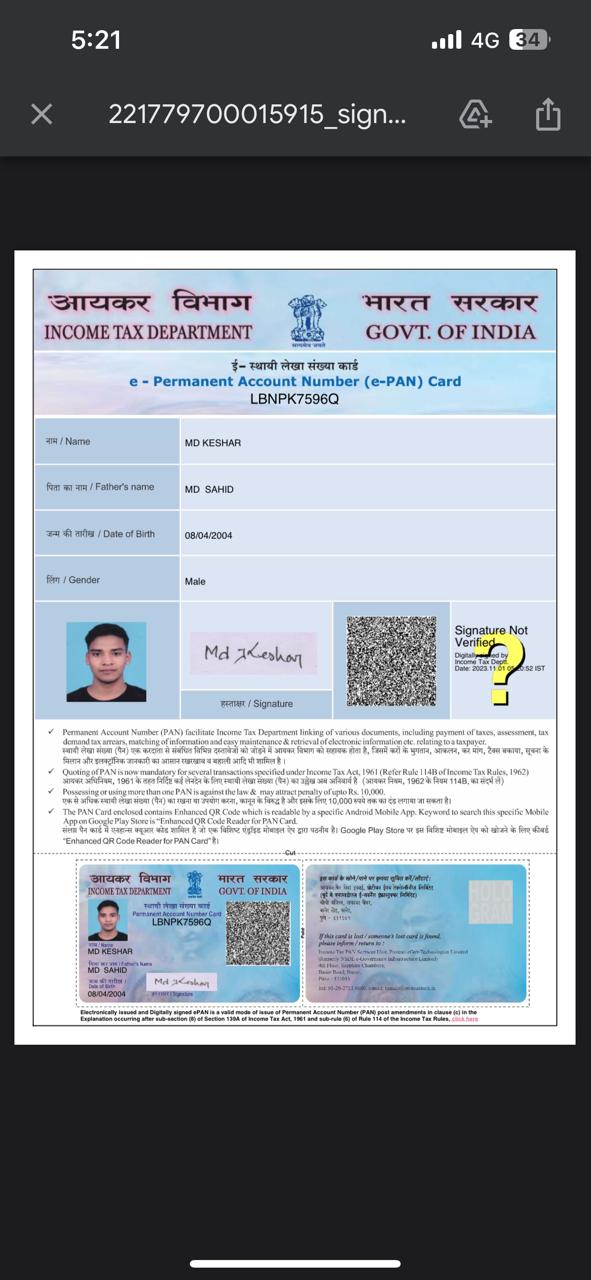 5:21
4G 34
221779700015915_sign...
आयकर विभाग
INCOME TAX DEPARTMENT
सत्यमेव जयते
भारत सरकार
GOVT. OF INDIA
ई- स्थायी लेखा संख्या कार्ड
e - Permanent Account Number (e-PAN) Card
LBNPK7596Q
नाम / Name
MD KESHAR
पिता का नाम / Father's name
MD SAHID
जन्म की तारीख / Date of Birth
08/04/2004
लिंग / Gender
Male
Md Keshar
हस्ताक्षर / Signature
Signature Not
Verified
Digitally signed by
Income Tax Deptt.
Date: 2023.11.01 20:52 IST
?
Permanent Account Number (PAN) facilitate Income Tax Department linking of various documents, including payment of taxes, assessment, tax
demand tax arrears, matching of information and easy maintenance & retrieval of electronic information etc. relating to a taxpayer.
स्थायी लेखा संख्या (पैन) एक करदाता से संबंधित विभिन्न दस्तावेजों को जोड़ने में आयकर विभाग को सहायक होता है, जिसमें करों के भुगतान, आकलन, कर मांग, टैक्स बकाया, सूचना के
मिलान और इलक्ट्रॉनिक जानकारी का आसान रखरखाव व बहाली आदि भी शामिल है।
Quoting of PAN is now mandatory for several transactions specified under Income Tax Act, 1961 (Refer Rule 114B of Income Tax Rules, 1962)
आयकर अधिनियम, 1961 के तहत निर्दिष्ट कई लेनदेन के लिए स्थायी लेखा संख्या (पैन) का उल्लेख अब अनिवार्य है (आयकर नियम, 1962 के नियम 114B, का संदर्भ लें)
Possessing or using more than one PAN is against the law & may attract penalty of upto Rs. 10,000.
एक से अधिक स्थायी लेखा संख्या (पैन) का रखना या उपयोग करना, कानून के विरुद्ध है और इसके लिए 10,000 रुपये तक का दंड लगाया जा सकता है।
The PAN Card enclosed contains Enhanced QR Code which is readable by a specific Android Mobile App. Keyword to search this specific Mobile
App on Google Play Store is "Enhanced QR Code Reader for PAN Card.
संलग्न पैन कार्ड में एनहान्स क्यूआर कोड शामिल है जो एक विशिष्ट एंड्रॉइड मोबाइल ऐप द्वारा पठनीय है। Google Play Store पर इस विशिष्ट मोबाइल ऐप को खोजने के लिए कीवर्ड
"Enhanced QR Code Reader for PAN Card" है।
Cut
आयकर विभाग
INCOME TAX DEPARTMENT
भारत सरकार
GOVT. OF INDIA
स्थायी लेखा संख्या कार्ड
Permanent Account Number Card
LBNPK7596Q
नाम / Name
MD KESHAR
पिता का नाम / Father's Name
MD SAHID
जन्म की तारीख /
Date of Birth
08/04/2004
Md Keshar
हस्ताक्षर / Signature
Fold
इस कार्ड के खोने/पाने पर कृपया सूचित करें/लौटाएं:
If this card is lost / someone's lost card is found,
please inform / return to :
Electronically issued and Digitally signed ePAN is a valid mode of issue of Permanent Account Number (PAN) post amendments in clause (c) in the
Explanation occurring after sub-section (8) of Section 139A of Income Tax Act, 1961 and sub-rule (6) of Rule 114 of the Income Tax Rules, click here